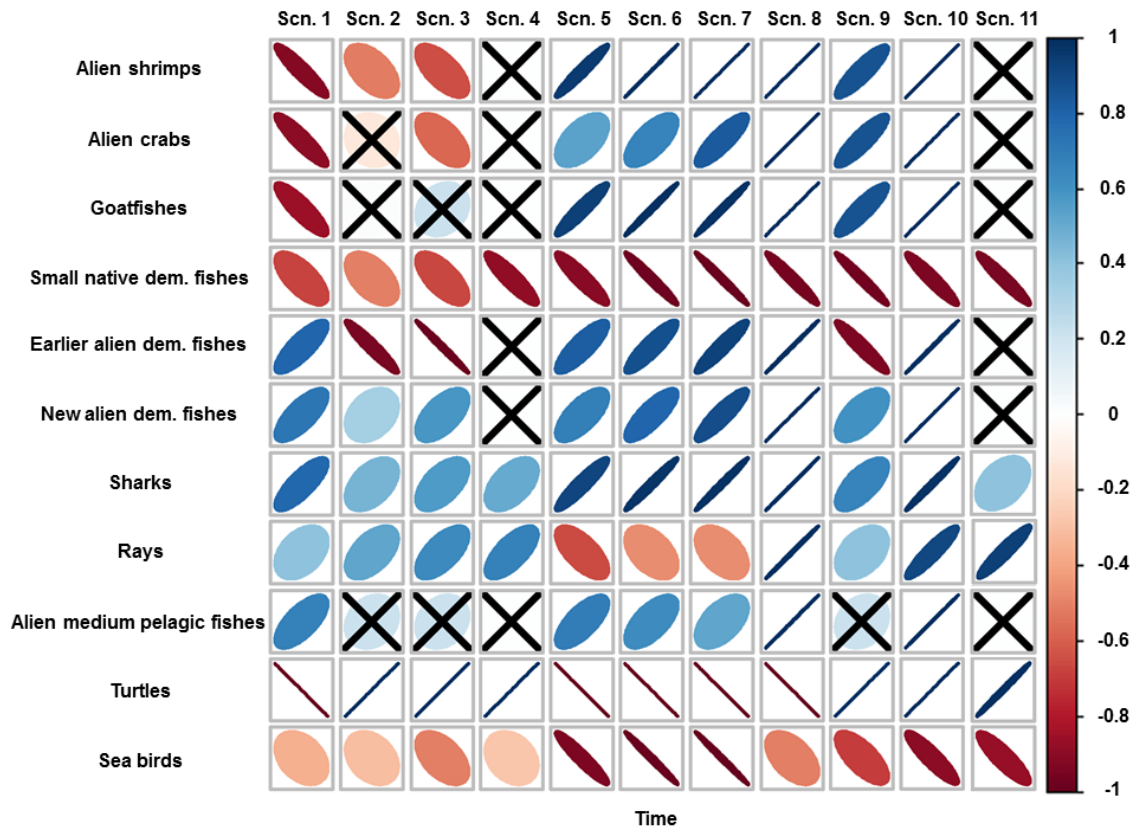 Scn. 1 Scn. 2 Scn. 3 Scn. 4 Scn. 5 Scn. 6 Scn. 7 Scn. 8 Scn. 9 Scn. 10 Scn. 11
Alien shrimps
Alien crabs
Goatfishes
Small native dem. fishes
Earlier alien dem. fishes
New alien dem. fishes
Sharks
Rays
Alien medium pelagic fishes
Turtles
Sea birds
Time
1
0.8
0.6
0.4
0.2
0
-0.2
-0.4
-0.6
-0.8
-1